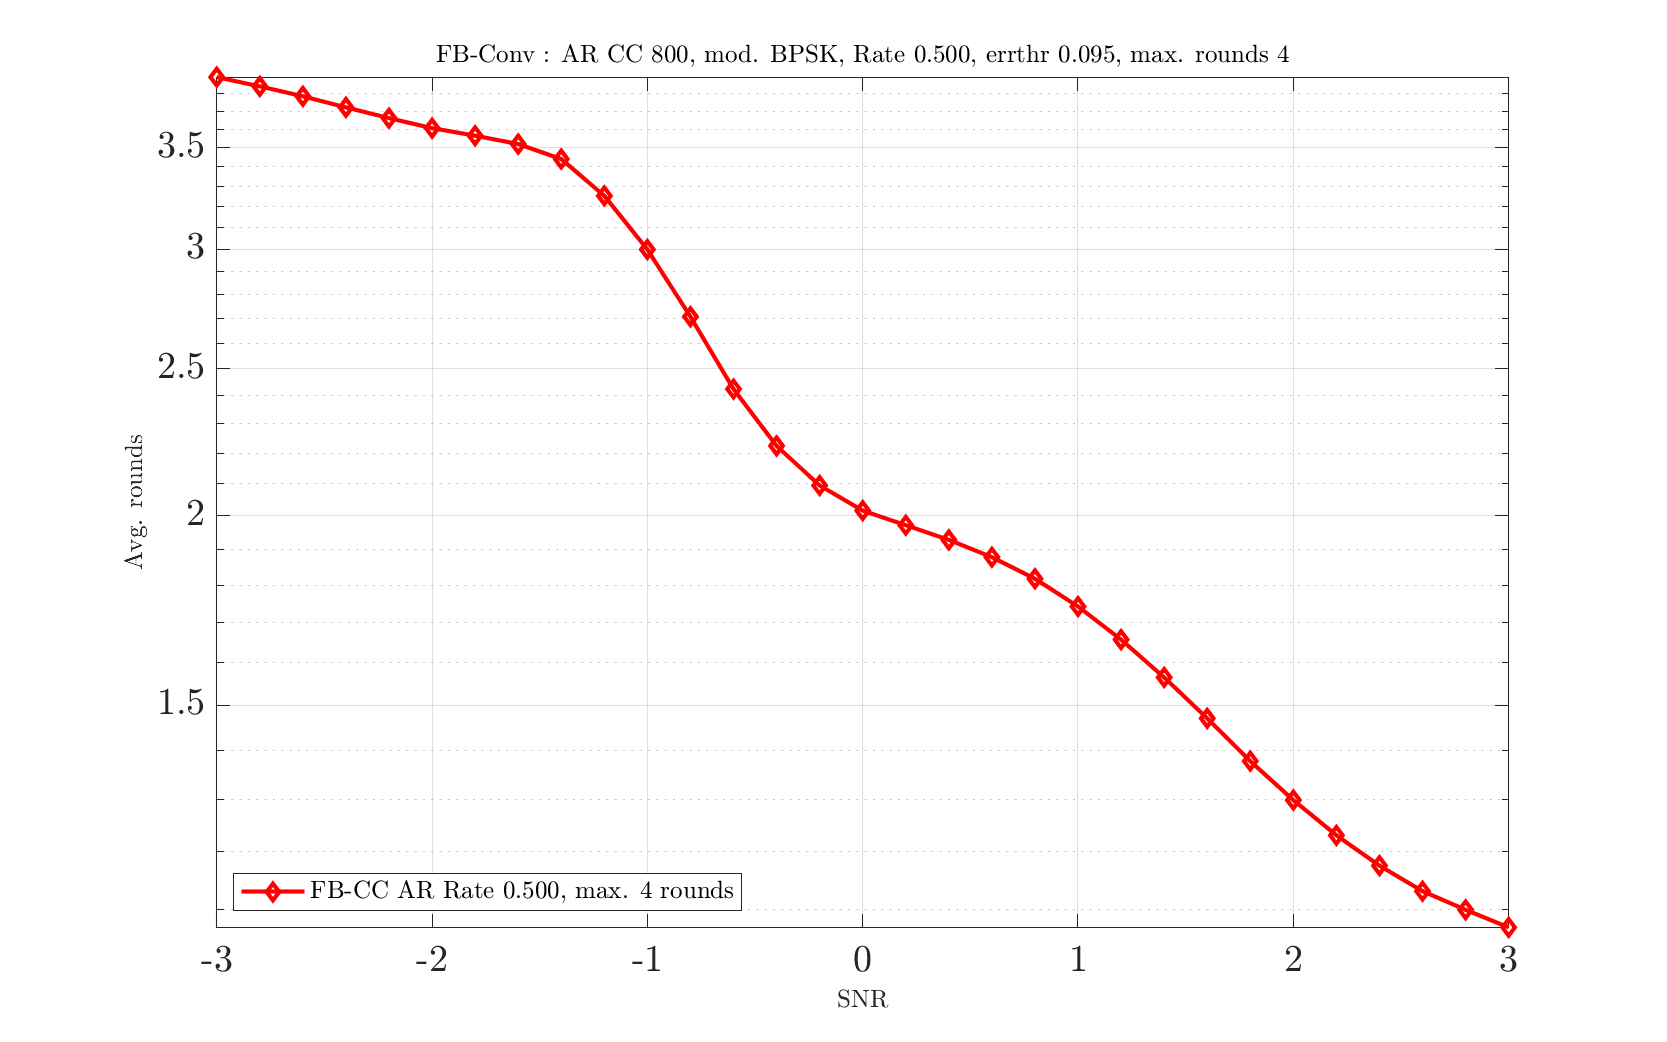 FB-Conv : AR CC 800, mod. BPSK, Rate 0.500, errthr 0.095, max. rounds 4
3.5
3
2.5
2
1.5
Avg. rounds
FB-CC AR Rate 0.500, max. 4 rounds
-3 -2 -1 0 1 2 3
SNR